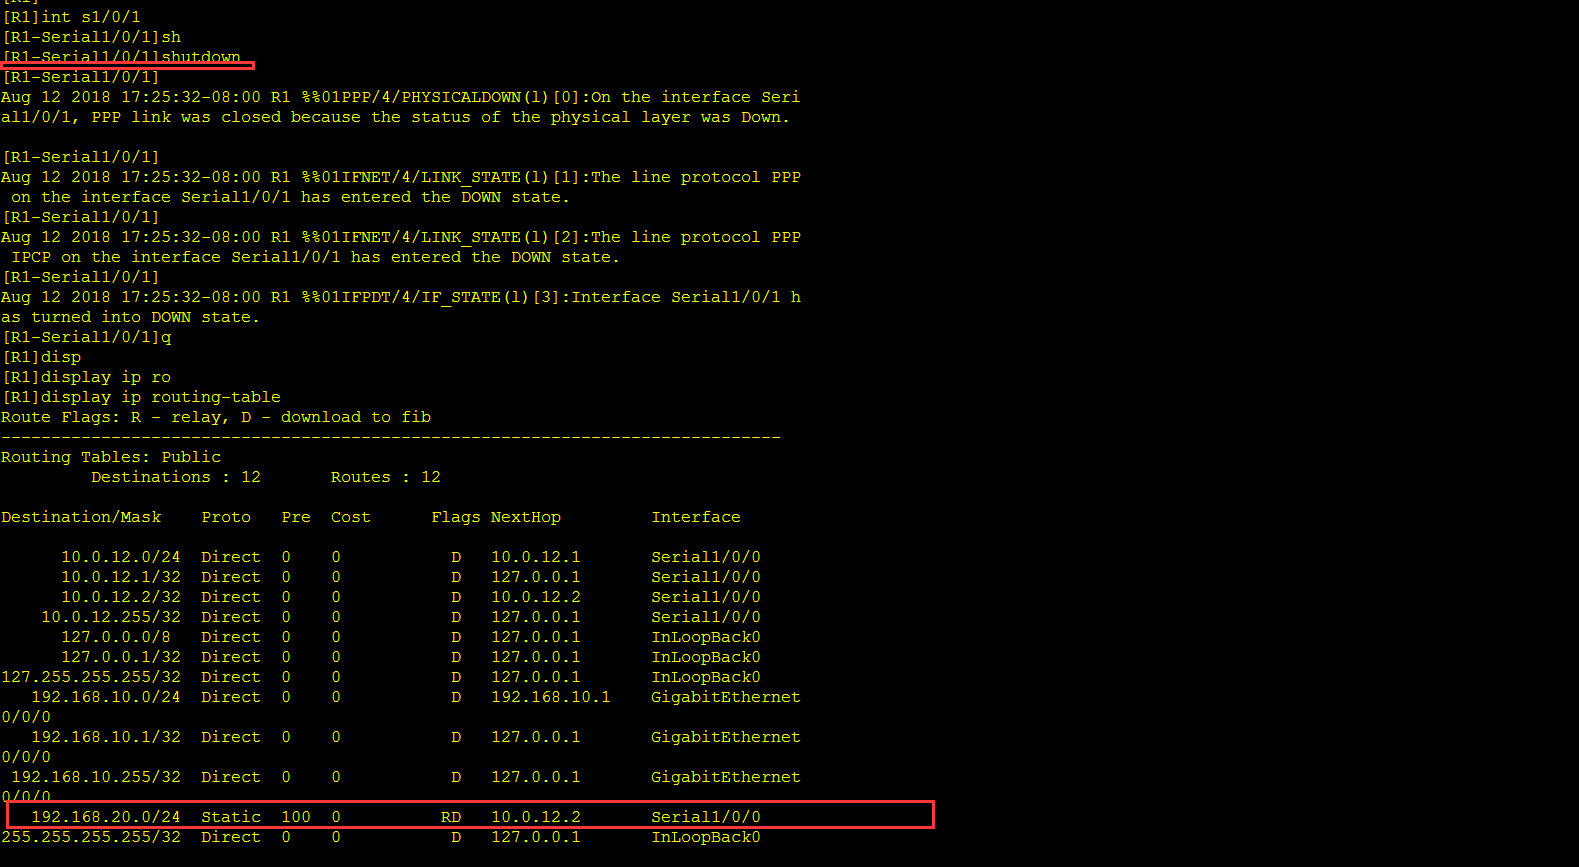 [R1]
[R1]int s1/0/1
[R1-Serial1/0/1]sh
[R1-Serial1/0/1]shutdown
[R1-Serial1/0/1]
Aug 12 2018 17:25:32-08:00 R1 %%01PPP/4/PHYSICALDOWN(l)[0]:On the interface Seri
al1/0/1, PPP link was closed because the status of the physical layer was Down.
[R1-Serial1/0/1]
Aug 12 2018 17:25:32-08:00 R1 %%01IFNET/4/LINK_STATE(l)[1]:The line protocol PPP
 on the interface Serial1/0/1 has entered the DOWN state.
[R1-Serial1/0/1]
Aug 12 2018 17:25:32-08:00 R1 %%01IFNET/4/LINK_STATE(l)[2]:The line protocol PPP
 IPCP on the interface Serial1/0/1 has entered the DOWN state.
[R1-Serial1/0/1]
Aug 12 2018 17:25:32-08:00 R1 %%01IFPDT/4/IF_STATE(l)[3]:Interface Serial1/0/1 h
as turned into DOWN state.
[R1-Serial1/0/1]q
[R1]disp
[R1]display ip ro
[R1]display ip routing-table
Route Flags: R - relay, D - download to fib
------------------------------------------------------------------------------
Routing Tables: Public
         Destinations : 12       Routes : 12
Destination/Mask    Proto   Pre  Cost      Flags NextHop         Interface
      10.0.12.0/24  Direct  0    0           D   10.0.12.1       Serial1/0/0
      10.0.12.1/32  Direct  0    0           D   127.0.0.1       Serial1/0/0
      10.0.12.2/32  Direct  0    0           D   10.0.12.2       Serial1/0/0
    10.0.12.255/32  Direct  0    0           D   127.0.0.1       Serial1/0/0
      127.0.0.0/8   Direct  0    0           D   127.0.0.1       InLoopBack0
      127.0.0.1/32  Direct  0    0           D   127.0.0.1       InLoopBack0
127.255.255.255/32  Direct  0    0           D   127.0.0.1       InLoopBack0
   192.168.10.0/24  Direct  0    0           D   192.168.10.1    GigabitEthernet
0/0/0
   192.168.10.1/32  Direct  0    0           D   127.0.0.1       GigabitEthernet
0/0/0
 192.168.10.255/32  Direct  0    0           D   127.0.0.1       GigabitEthernet
0/0/0
   192.168.20.0/24  Static  100  0          RD   10.0.12.2       Serial1/0/0
255.255.255.255/32  Direct  0    0           D   127.0.0.1       InLoopBack0